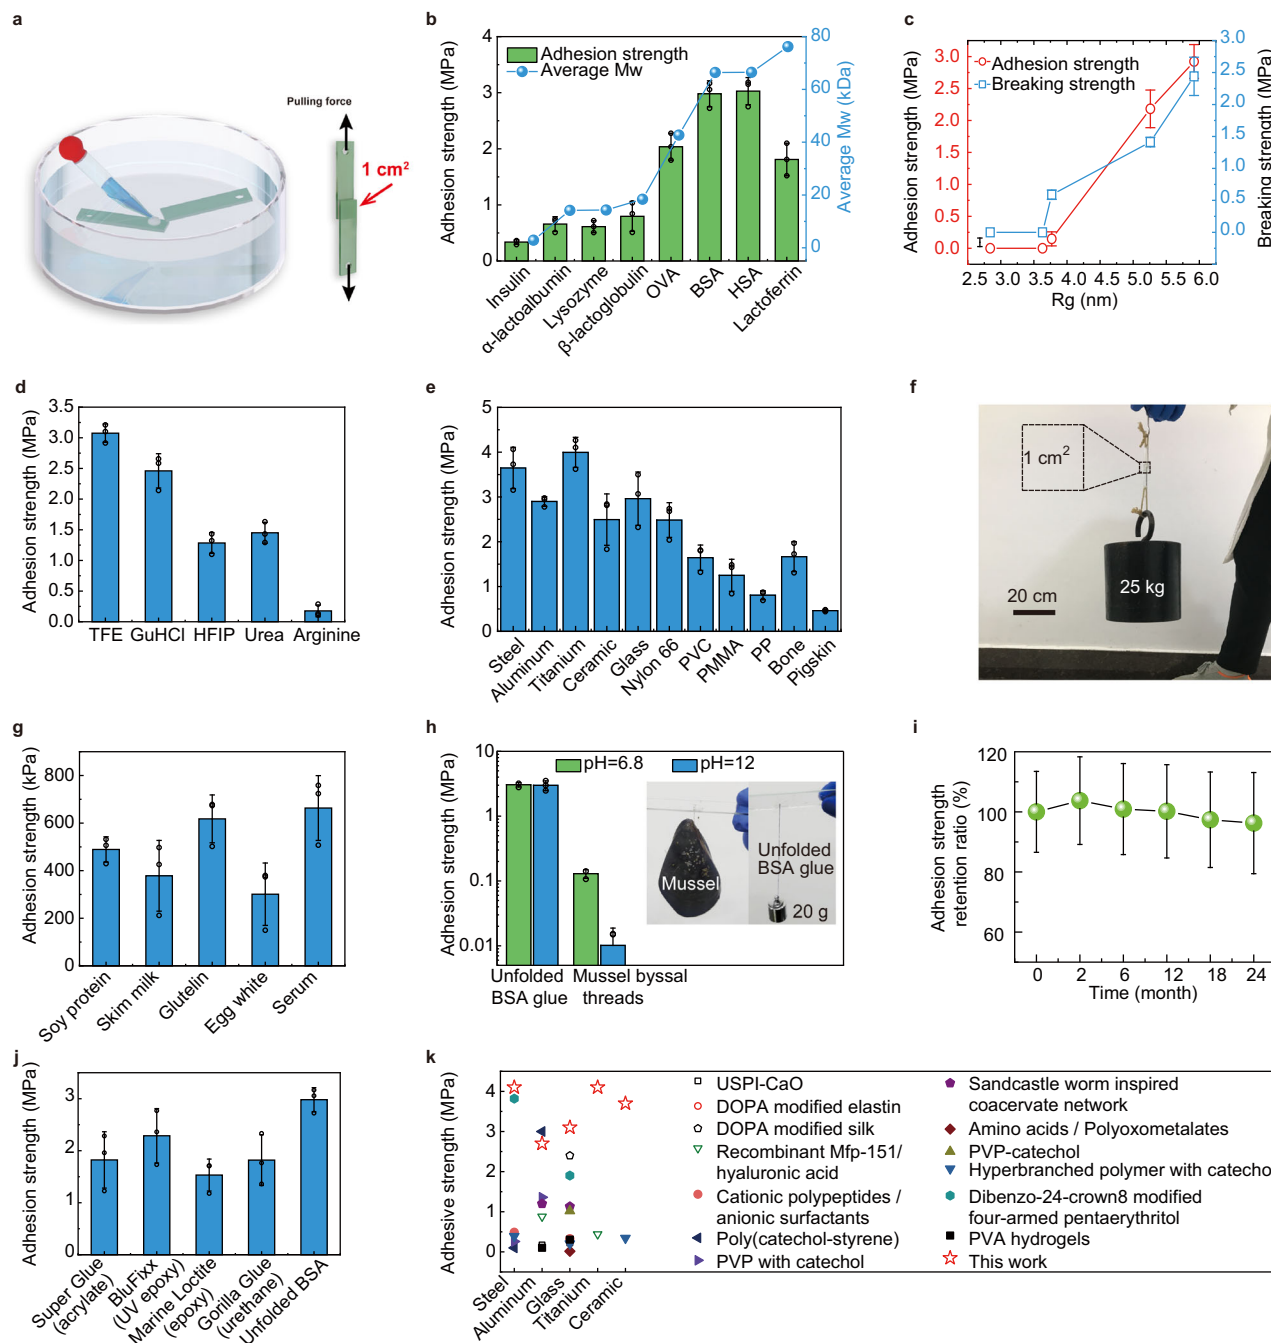 a
Pulling force
1 cm²
b
Adhesion strength (MPa)
4
3
2
1
0
Adhesion strength
Average Mw
80
60
40
20
0
Average Mw (kDa)
Insulin
α-lactoalbumin
Lysozyme
β-lactoglobulin
OVA
BSA
HSA
Lactoferrin
c
Adhesion strength (MPa)
3.0
2.5
2.0
1.5
1.0
0.5
0.0
Adhesion strength
Breaking strength
3.0
2.5
2.0
1.5
1.0
0.5
0.0
Breaking strength (MPa)
2.5 3.0 3.5 4.0 4.5 5.0 5.5 6.0
Rg (nm)
d
Adhesion strength (MPa)
3.5
3.0
2.5
2.0
1.5
1.0
0.5
0.0
TFE GuHCl HFIP Urea Arginine
e
Adhesion strength (MPa)
5
4
3
2
1
0
Steel
Aluminum
Titanium
Ceramic
Glass
Nylon 66
PVC
PMMA
PP
Bone
Pigskin
f
1 cm²
25 kg
20 cm
g
Adhesion strength (kPa)
800
600
400
200
0
Soy protein
Skim milk
Glutelin
Egg white
Serum
h
Adhesion strength (MPa)
10
1
0.1
0.01
pH=6.8 pH=12
Mussel
Unfolded
BSA glue
20 g
Unfolded
BSA glue
Mussel byssal
threads
i
Adhesion strength
retention ratio (%)
120
100
80
60
0 2 6 12 18 24
Time (month)
j
Adhesion strength (MPa)
3
2
1
0
Super Glue
(acrylate)
BluFixx
(UV epoxy)
Marine Loctite
(epoxy)
Gorilla Glue
(urethane)
Unfolded BSA
k
Adhesive strength (MPa)
4
3
2
1
0
Steel
Aluminum
Glass
Titanium
Ceramic
USPI-CaO
DOPA modified elastin
DOPA modified silk
Recombinant Mfp-151/
hyaluronic acid
Cationic polypeptides /
anionic surfactants
Poly(catechol-styrene)
PVP with catechol
Sandcastle worm inspired
coacervate network
Amino acids / Polyoxometalates
PVP-catechol
Hyperbranched polymer with catecho
Dibenzo-24-crown8 modified
four-armed pentaerythritol
PVA hydrogels
This work